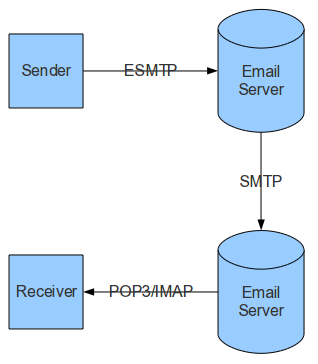 Sender
ESMTP
Email
Server
SMTP
Receiver
POP3/IMAP
Email
Server